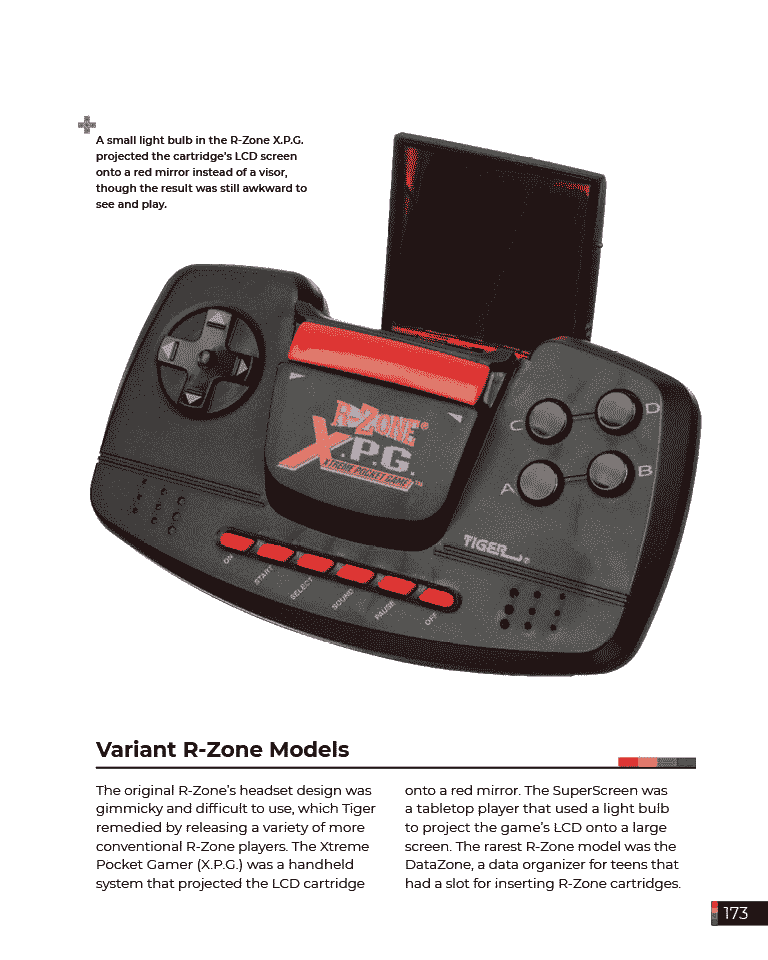 A small light bulb in the R-Zone X.P.G.
projected the cartridge's LCD screen
onto a red mirror instead of a visor,
though the result was still awkward to
see and play.
R-ZONE®
X.P.G.
XTREME POCKET GAME™
C
D
A
B
TIGER®
ON
START
SELECT
SOUND
PAUSE
OFF
Variant R-Zone Models
The original R-Zone's headset design was
gimmicky and difficult to use, which Tiger
remedied by releasing a variety of more
conventional R-Zone players. The Xtreme
Pocket Gamer (X.P.G.) was a handheld
system that projected the LCD cartridge
onto a red mirror. The SuperScreen was
a tabletop player that used a light bulb
to project the game's LCD onto a large
screen. The rarest R-Zone model was the
DataZone, a data organizer for teens that
had a slot for inserting R-Zone cartridges.
173